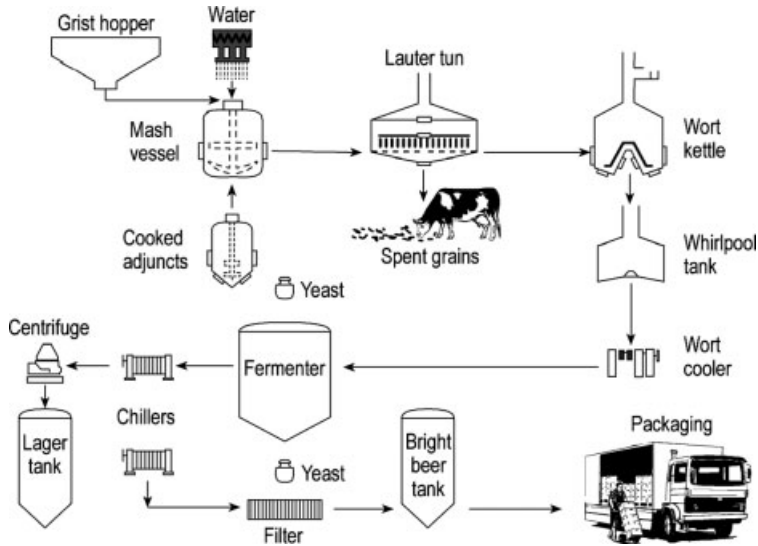 Grist hopper
Water
Lauter tun
Mash
vessel
Wort
kettle
Cooked
adjuncts
Spent grains
Whirlpool
tank
Yeast
Centrifuge
Fermenter
Wort
cooler
Chillers
Lager
tank
Bright
beer
tank
Packaging
Yeast
Filter